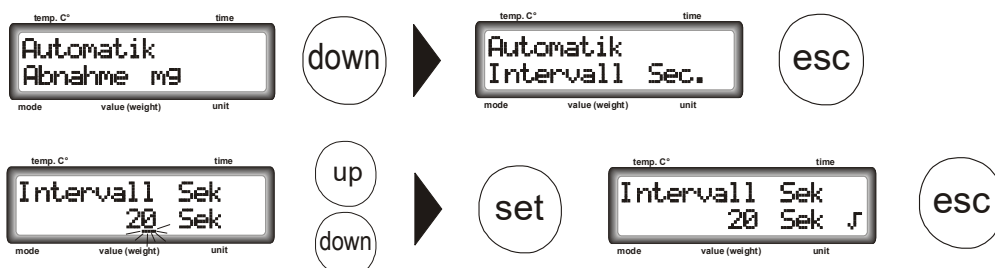 temp. C° time
Automatik
Abnahme mg
mode value (weight) unit
down
temp. C° time
Automatik
Intervall Sec.
mode value (weight) unit
esc
temp. C° time
Intervall Sek
20 Sek
mode value (weight) unit
up
down
set
temp. C° time
Intervall Sek
20 Sek √
mode value (weight) unit
esc